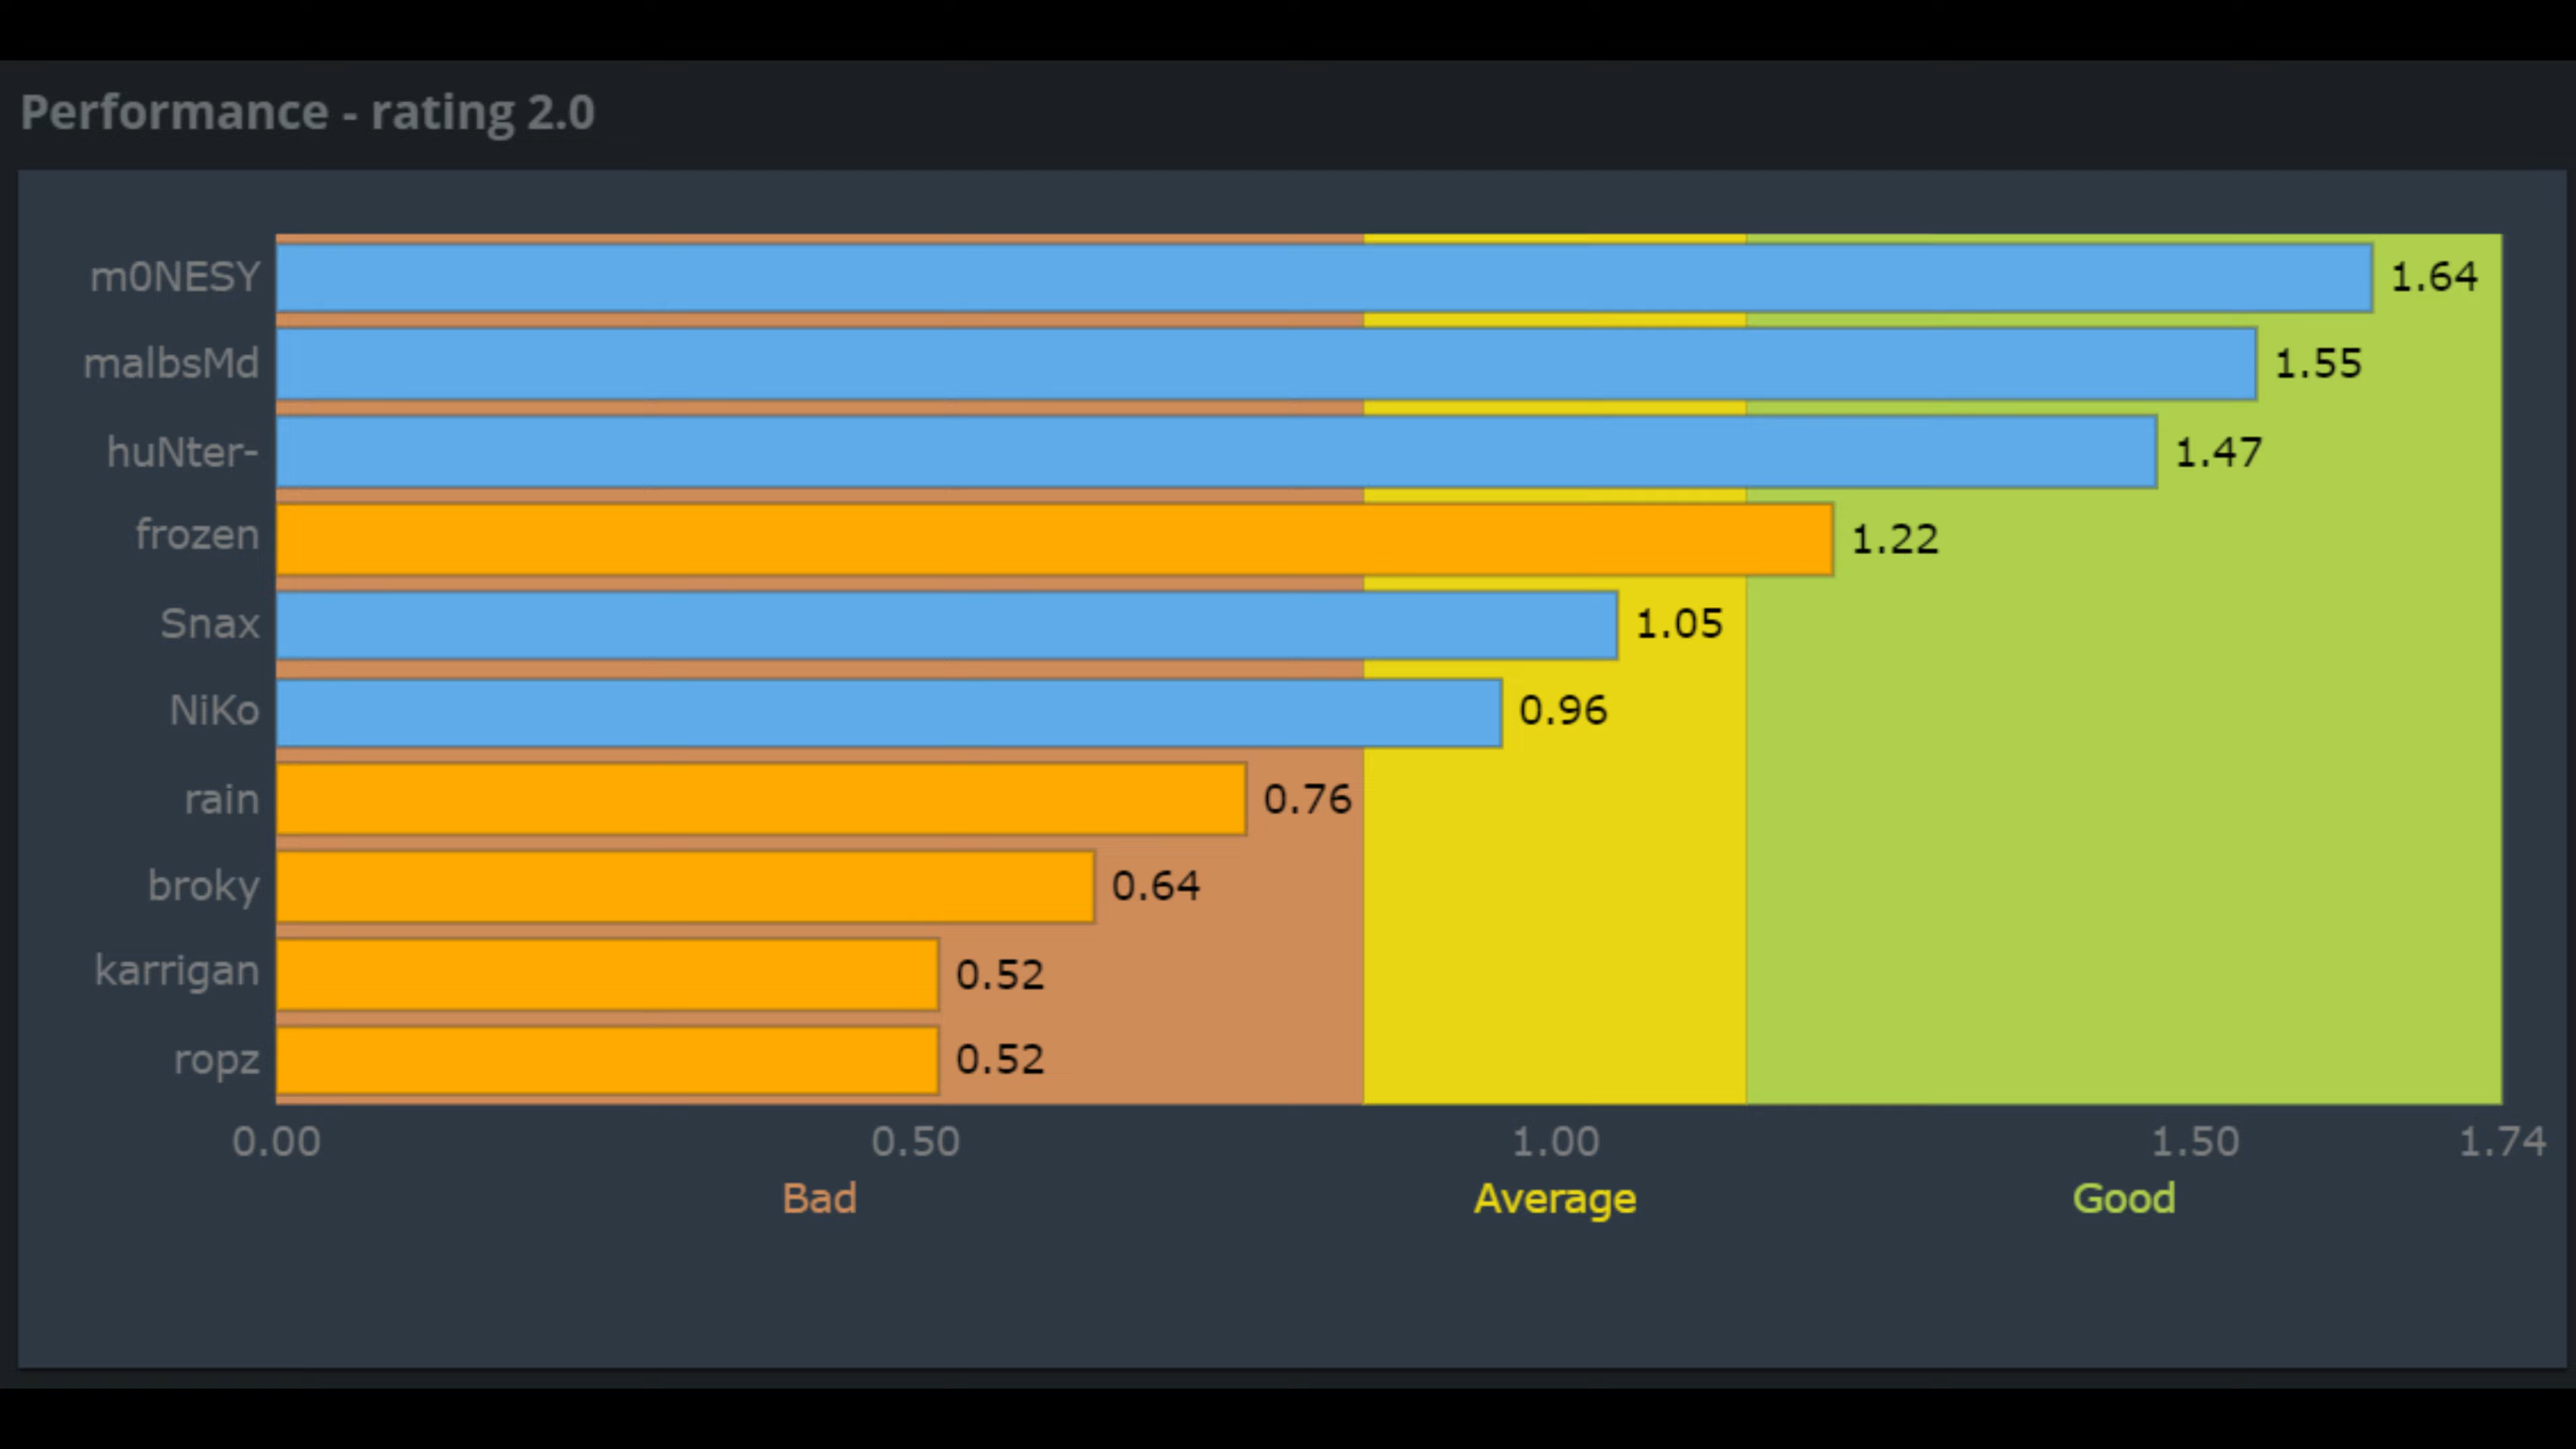 Performance - rating 2.0
m0NESY 1.64
malbsMd 1.55
huNter- 1.47
frozen 1.22
Snax 1.05
NiKo 0.96
rain 0.76
broky 0.64
karrigan 0.52
ropz 0.52
0.00 0.50 1.00 1.50 1.74
Bad Average Good